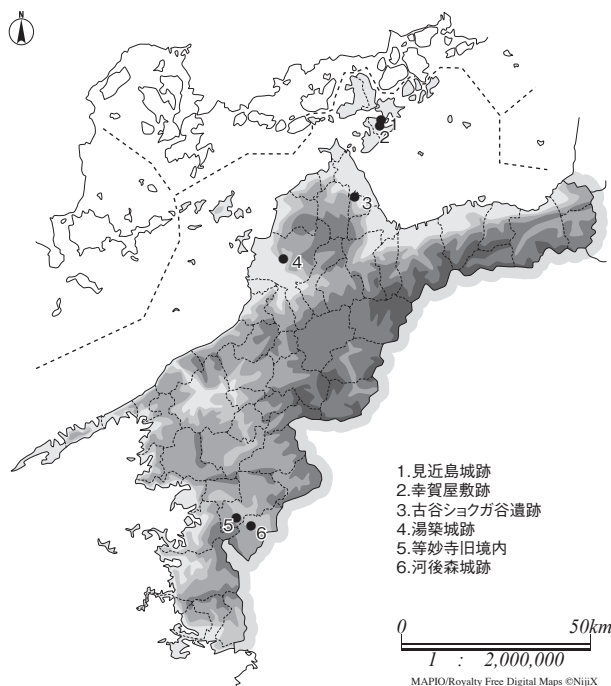 N
1
2
3
4
5
6
1.見近島城跡
2.幸賀屋敷跡
3.古谷ショクガ谷遺跡
4.湯築城跡
5.等妙寺旧境内
6.河後森城跡
0 50km
1 : 2,000,000
MAPIO/Royalty Free Digital Maps ©NijiX